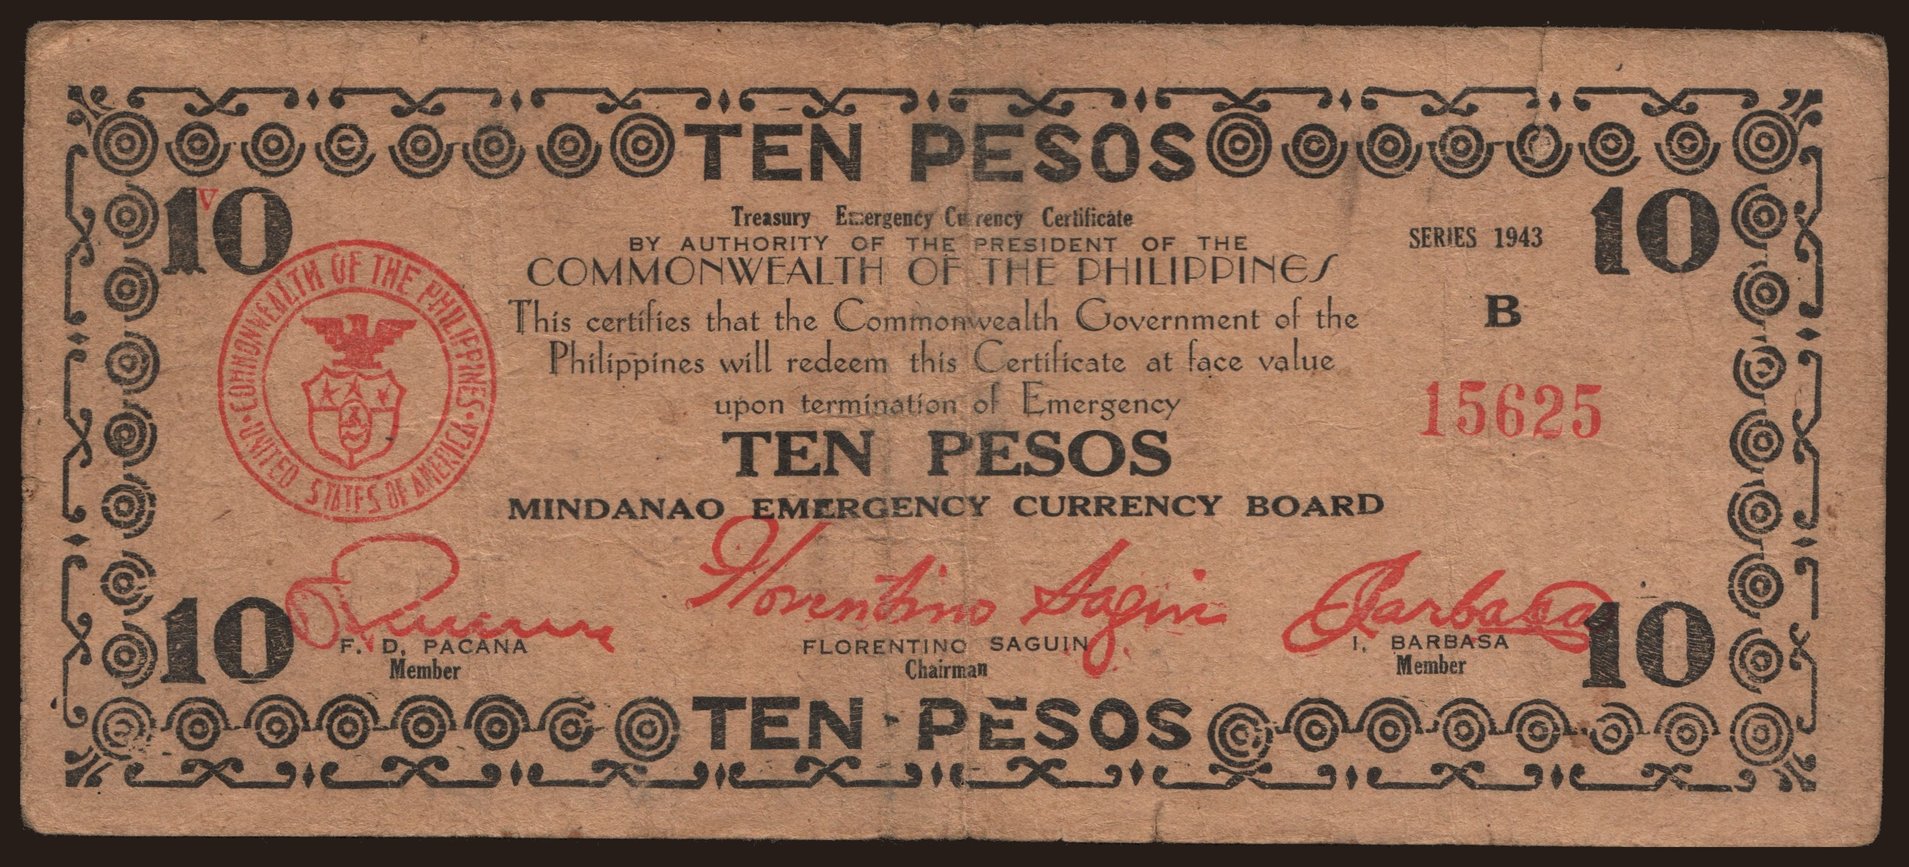 TEN PESOS
10 10
V
Treasury Emergency Currency Certificate
SERIES 1943
BY AUTHORITY OF THE PRESIDENT OF THE
COMMONWEALTH OF THE PHILIPPINES
This certifies that the Commonwealth Government of the
B
Philippines will redeem this Certificate at face value
upon termination of Emergency
15625
COMMONWEALTH OF THE PHILIPPINES
UNITED STATES OF AMERICA
TEN PESOS
MINDANAO EMERGENCY CURRENCY BOARD
Florentino Saguin
Barbasa
10 10
F. D. PACANA FLORENTINO SAGUIN I. BARBASA
Member Chairman Member
TEN PESOS